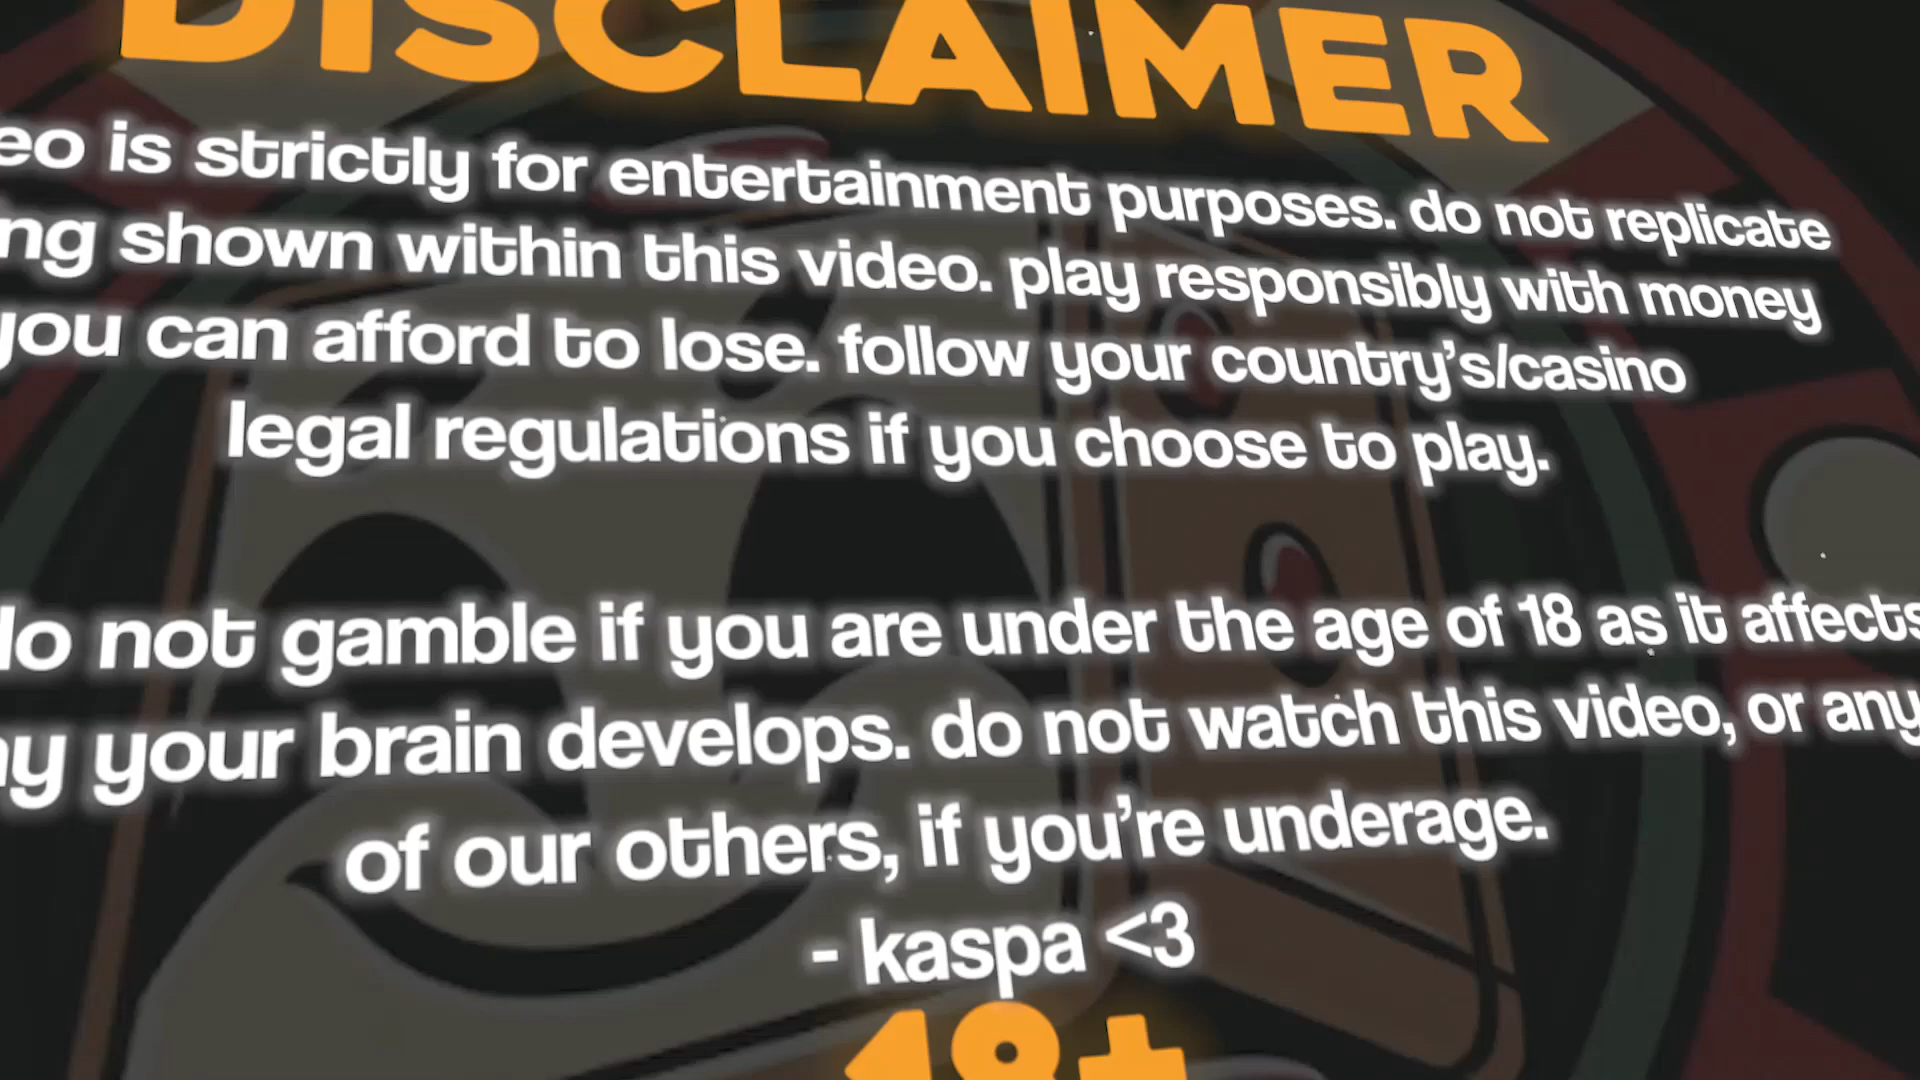 DISCLAIMER
eo is strictly for entertainment purposes. do not replicate
ng shown within this video. play responsibly with money
you can afford to lose. follow your country's/casino
legal regulations if you choose to play.
do not gamble if you are under the age of 18 as it affects
ay your brain develops. do not watch this video, or any
of our others, if you're underage.
- kaspa <3
18+